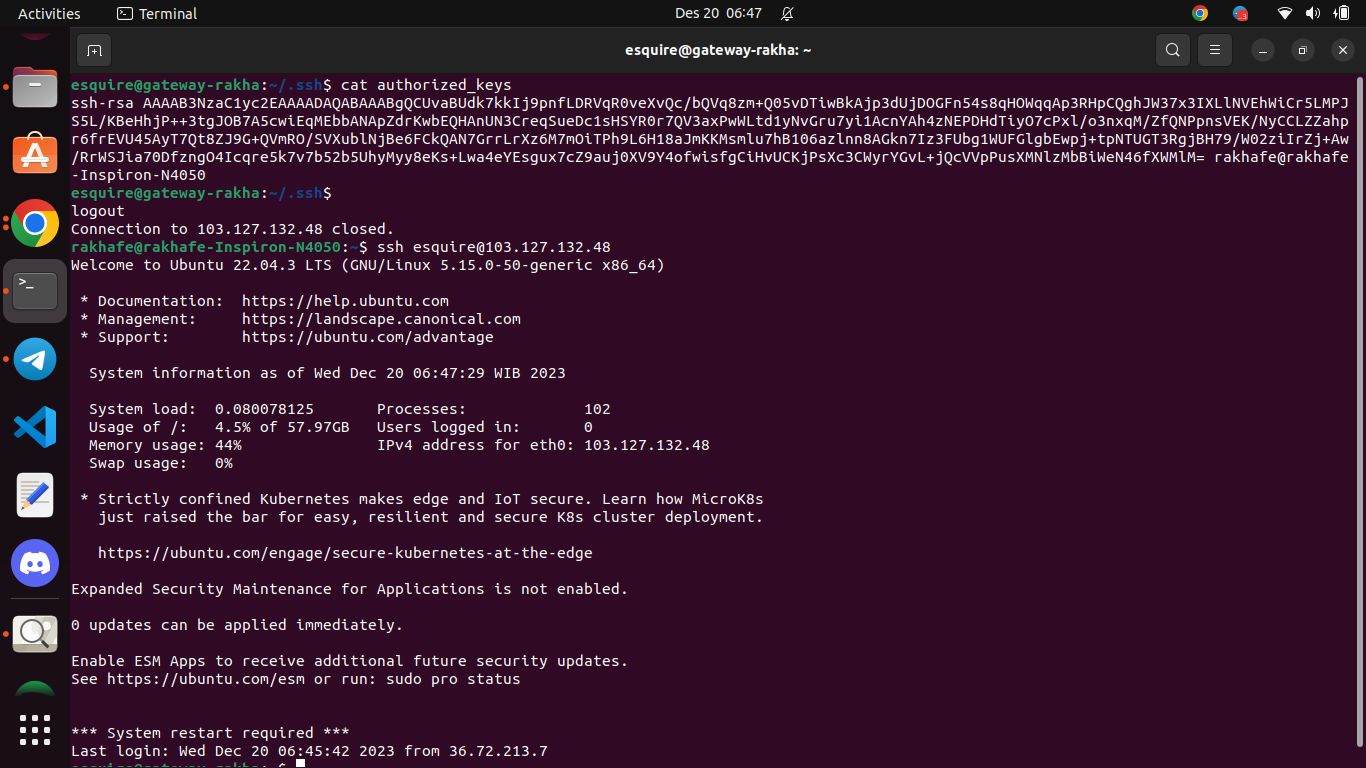 Activities
Terminal
Des 20 06:47
3
esquire@gateway-rakha: ~
esquire@gateway-rakha:~/.ssh$ cat authorized_keys
ssh-rsa AAAAB3NzaC1yc2EAAAADAQABAAABgQCUvaBUdk7kkIj9pnfLDRVqR0veXvQc/bQVq8zm+Q05vDTiwBkAjp3dUjDOGFn54s8qHOWqqAp3RHpCQghJW37x3IXLlNVEhWiCr5LMPJ
S5L/KBeHhjP++3tgJOB7A5cwiEqMEbbANApZdrKwbEQHAnUN3CreqSueDc1sHSYR0r7QV3axPwWLtd1yNvGru7yi1AcnYAh4zNEPDHdTiyO7cPxl/o3nxqM/ZfQNPpnsVEK/NyCCLZZahp
r6frEVU45AyT7Qt8ZJ9G+QVmRO/SVXublNjBe6FCkQAN7GrrLrXz6M7mOiTPh9L6H18aJmKKMsmlu7hB106azlnn8AGkn7Iz3FUbg1WUFGlgbEwpj+tpNTUGT3RgjBH79/W02ziIrZj+Aw
/RrWSJia70DfzngO4Icqre5k7v7b52b5UhyMyy8eKs+Lwa4eYEsgux7cZ9auj0XV9Y4ofwisfgCiHvUCKjPsXc3CWyrYGvL+jQcVVpPusXMNlzMbBiWeN46fXWMlM= rakhafe@rakhafe
-Inspiron-N4050
esquire@gateway-rakha:~/.ssh$
logout
Connection to 103.127.132.48 closed.
rakhafe@rakhafe-Inspiron-N4050:~$ ssh esquire@103.127.132.48
Welcome to Ubuntu 22.04.3 LTS (GNU/Linux 5.15.0-50-generic x86_64)
* Documentation: https://help.ubuntu.com
* Management: https://landscape.canonical.com
* Support: https://ubuntu.com/advantage
System information as of Wed Dec 20 06:47:29 WIB 2023
System load: 0.080078125 Processes: 102
Usage of /: 4.5% of 57.97GB Users logged in: 0
Memory usage: 44% IPv4 address for eth0: 103.127.132.48
Swap usage: 0%
* Strictly confined Kubernetes makes edge and IoT secure. Learn how MicroK8s
just raised the bar for easy, resilient and secure K8s cluster deployment.
https://ubuntu.com/engage/secure-kubernetes-at-the-edge
Expanded Security Maintenance for Applications is not enabled.
0 updates can be applied immediately.
Enable ESM Apps to receive additional future security updates.
See https://ubuntu.com/esm or run: sudo pro status
*** System restart required ***
Last login: Wed Dec 20 06:45:42 2023 from 36.72.213.7
esquire@gateway-rakha:~$